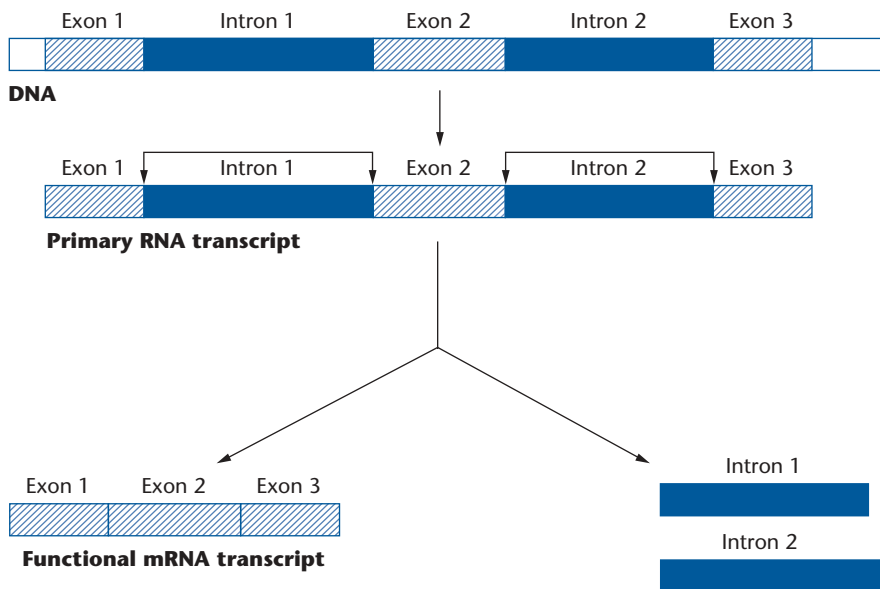 Exon 1 Intron 1 Exon 2 Intron 2 Exon 3
DNA
Exon 1 Intron 1 Exon 2 Intron 2 Exon 3
Primary RNA transcript
Intron 1
Exon 1 Exon 2 Exon 3
Intron 2
Functional mRNA transcript